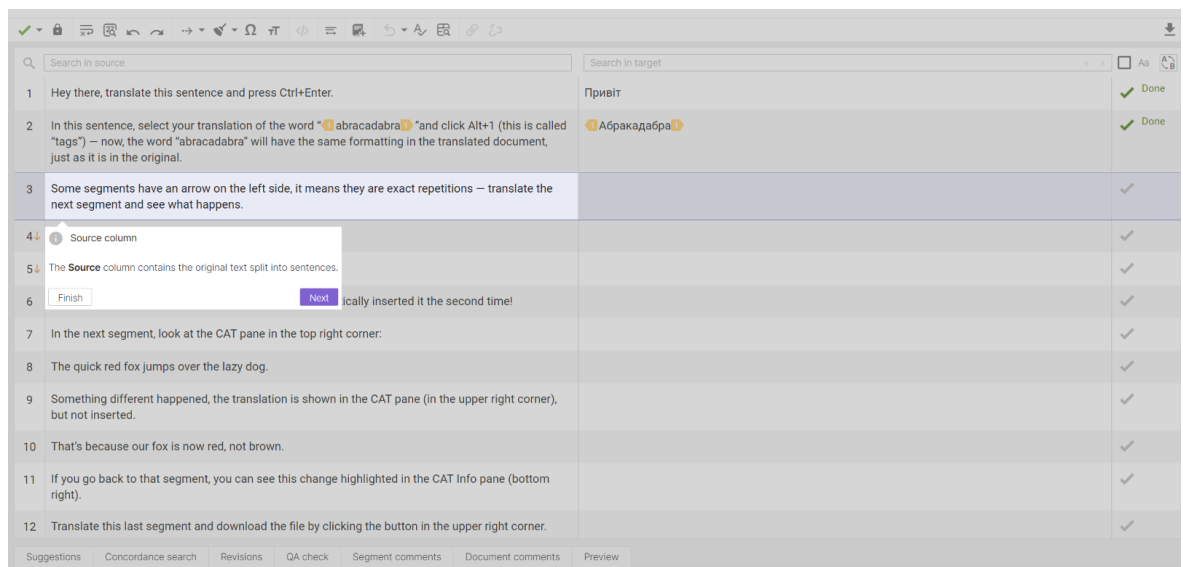 Search in source
Search in target
Aa
1 Hey there, translate this sentence and press Ctrl+Enter.
Привіт
Done
2 In this sentence, select your translation of the word “1abracadabra1 ”and click Alt+1 (this is called
“tags”) — now, the word “abracadabra” will have the same formatting in the translated document,
just as it is in the original.
1Абракадабра1
Done
3 Some segments have an arrow on the left side, it means they are exact repetitions — translate the
next segment and see what happens.
4
Source column
5
The Source column contains the original text split into sentences.
Finish
Next
6
ically inserted it the second time!
7 In the next segment, look at the CAT pane in the top right corner:
8 The quick red fox jumps over the lazy dog.
9 Something different happened, the translation is shown in the CAT pane (in the upper right corner),
but not inserted.
10 That’s because our fox is now red, not brown.
11 If you go back to that segment, you can see this change highlighted in the CAT Info pane (bottom
right).
12 Translate this last segment and download the file by clicking the button in the upper right corner.
Suggestions Concordance search Revisions QA check Segment comments Document comments Preview